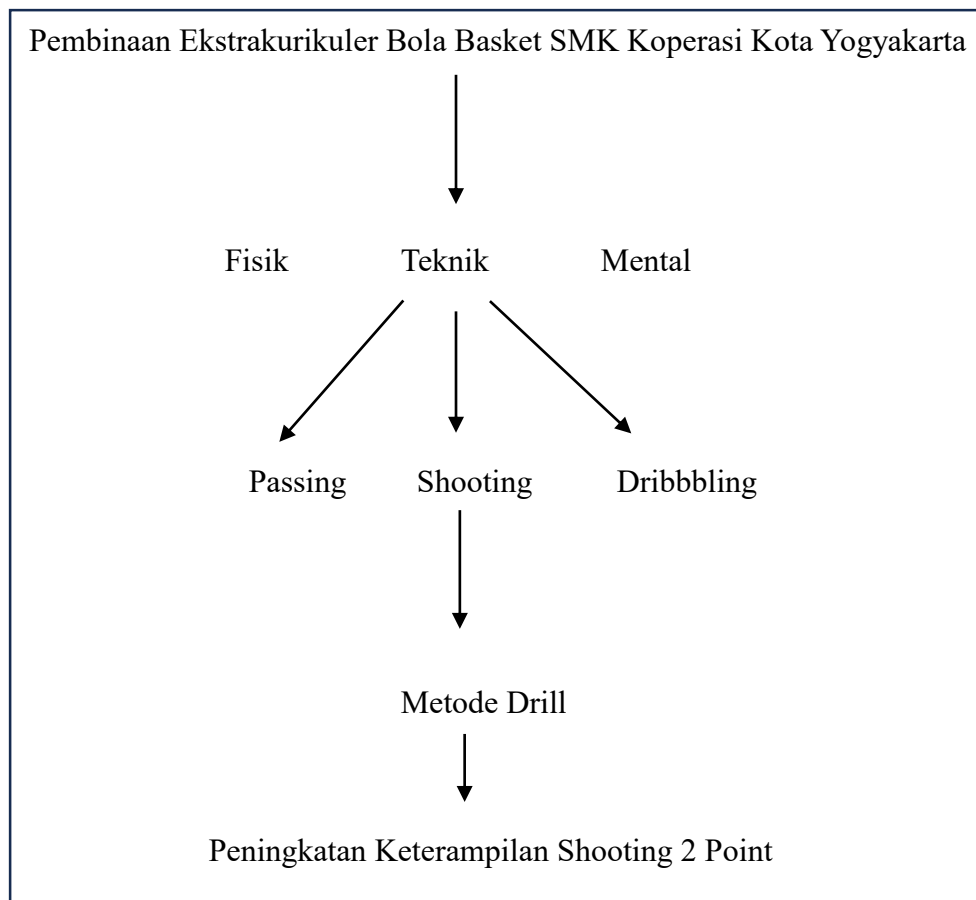 Pembinaan Ekstrakurikuler Bola Basket SMK Koperasi Kota Yogyakarta
Fisik Teknik Mental
Passing Shooting Dribbbling
Metode Drill
Peningkatan Keterampilan Shooting 2 Point